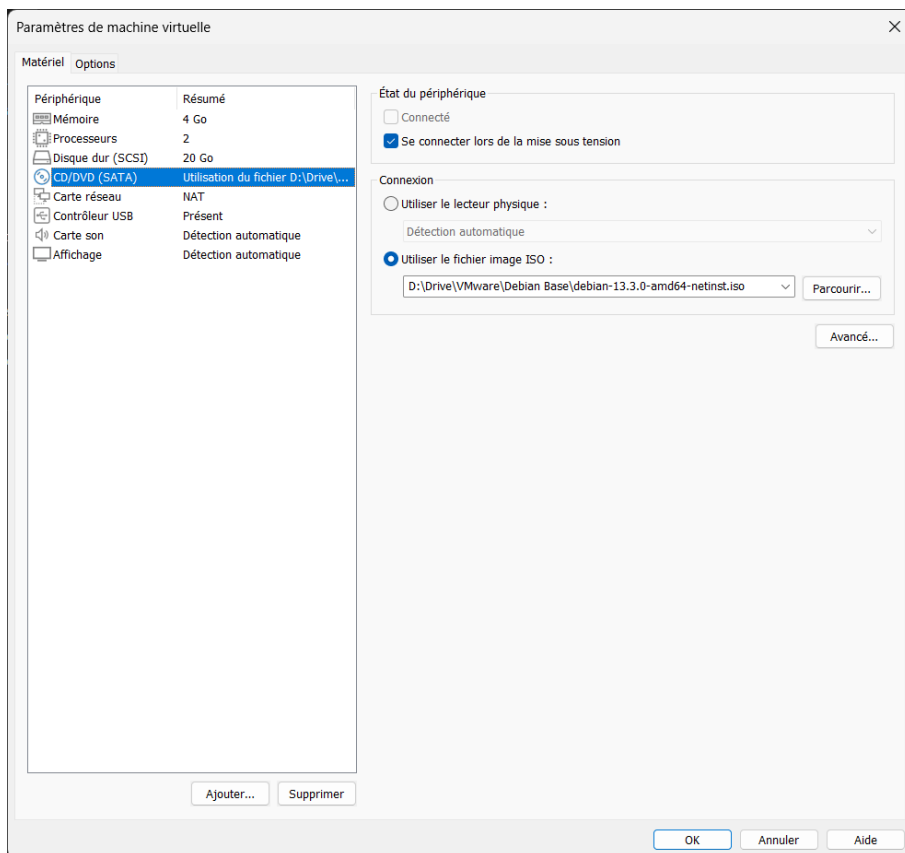 Paramètres de machine virtuelle
Matériel Options
Périphérique Résumé
Mémoire 4 Go
Processeurs 2
Disque dur (SCSI) 20 Go
CD/DVD (SATA) Utilisation du fichier D:\Drive\...
Carte réseau NAT
Contrôleur USB Présent
Carte son Détection automatique
Affichage Détection automatique
Ajouter... Supprimer
État du périphérique
Connecté
Se connecter lors de la mise sous tension
Connexion
Utiliser le lecteur physique :
Détection automatique
Utiliser le fichier image ISO :
D:\Drive\VMware\Debian Base\debian-13.3.0-amd64-netinst.iso Parcourir...
Avancé...
OK Annuler Aide